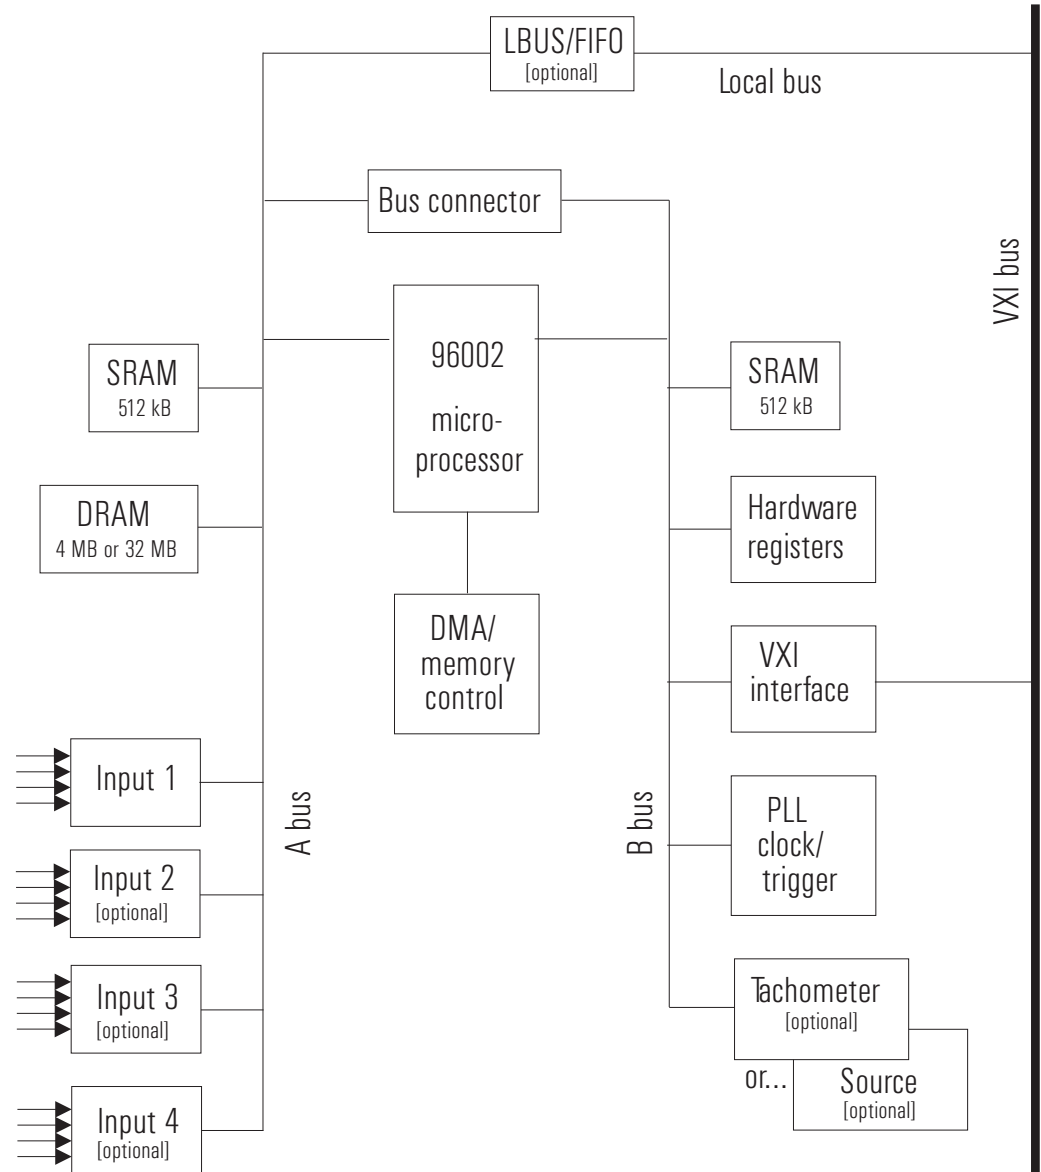 LBUS/FIFO
[optional]
Local bus
Bus connector
VXI bus
96002
micro-
processor
SRAM
512 kB
SRAM
512 kB
DRAM
4 MB or 32 MB
Hardware
registers
DMA/
memory
control
VXI
interface
Input 1
A bus
B bus
PLL
clock/
trigger
Input 2
[optional]
Input 3
[optional]
Tachometer
[optional]
or...
Source
[optional]
Input 4
[optional]